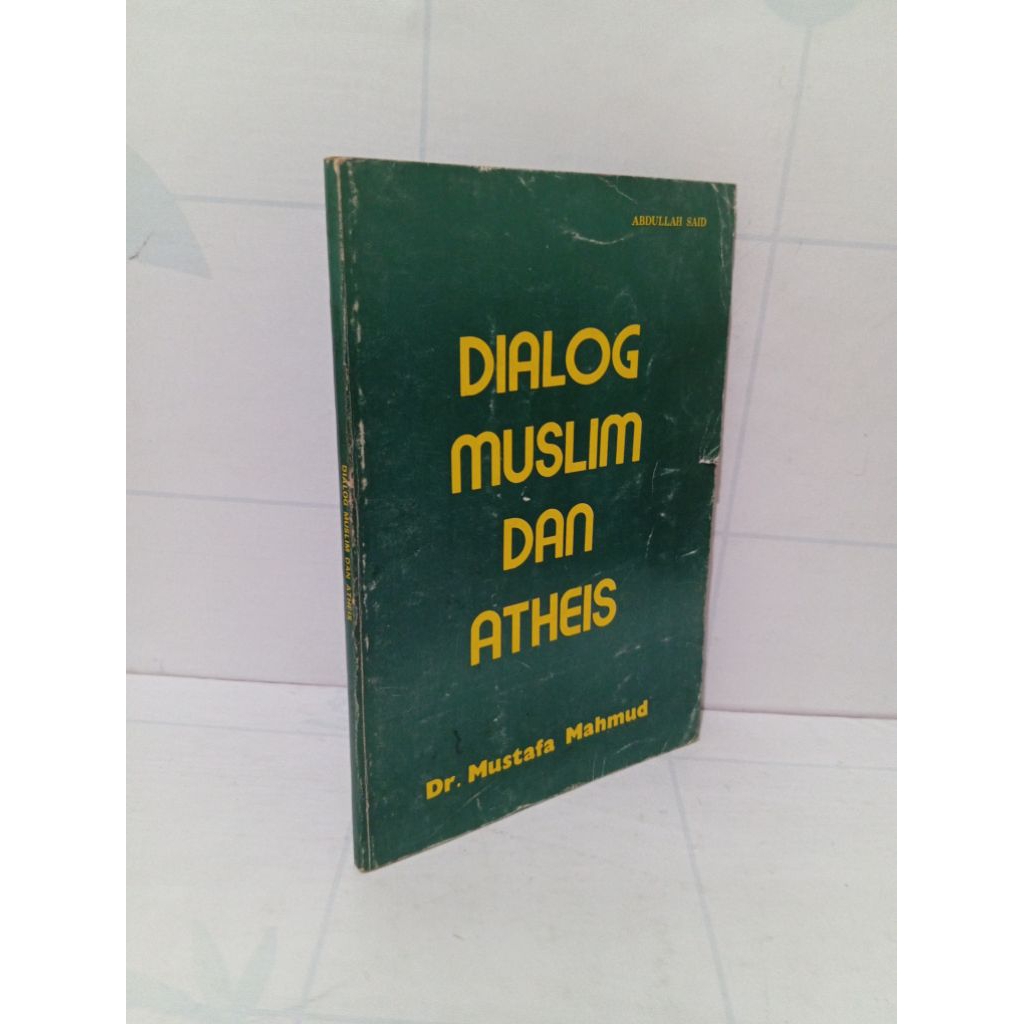 ABDULLAH SAID
DIALOG
MUSLIM
DAN
ATHEIS
Dr. Mustafa Mahmud
DIALOG MUSLIM DAN ATHEIS